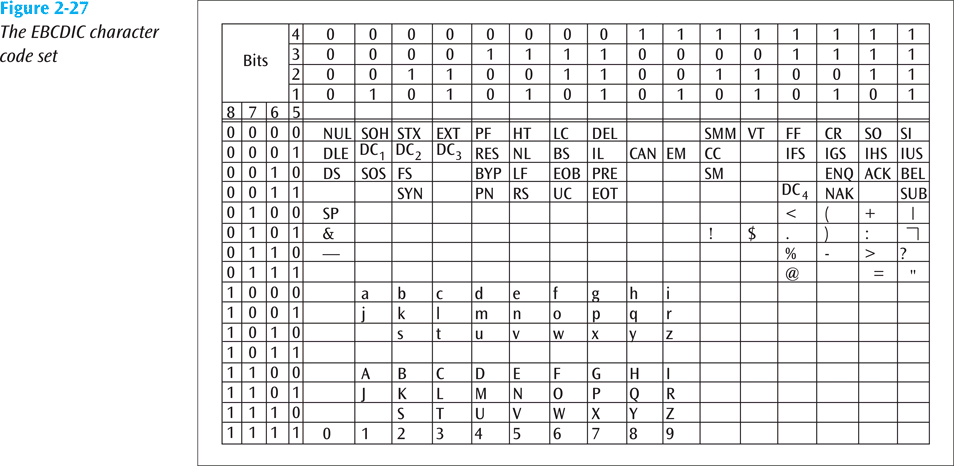 Figure 2-27
The EBCDIC character
code set
Bits
4 0 0 0 0 0 0 0 0 1 1 1 1 1 1 1 1
3 0 0 0 0 1 1 1 1 0 0 0 0 1 1 1 1
2 0 0 1 1 0 0 1 1 0 0 1 1 0 0 1 1
1 0 1 0 1 0 1 0 1 0 1 0 1 0 1 0 1
8 7 6 5
0 0 0 0 NUL SOH STX EXT PF HT LC DEL SMM VT FF CR SO SI
0 0 0 1 DLE DC1 DC2 DC3 RES NL BS IL CAN EM CC IFS IGS IHS IUS
0 0 1 0 DS SOS FS BYP LF EOB PRE SM ENQ ACK BEL
0 0 1 1 SYN PN RS UC EOT DC4 NAK SUB
0 1 0 0 SP < ( + |
0 1 0 1 & ! $ . ) : ¬
0 1 1 0 — % - > ?
0 1 1 1 @ = "
1 0 0 0 a b c d e f g h i
1 0 0 1 j k l m n o p q r
1 0 1 0 s t u v w x y z
1 0 1 1
1 1 0 0 A B C D E F G H I
1 1 0 1 J K L M N O P Q R
1 1 1 0 S T U V W X Y Z
1 1 1 1 0 1 2 3 4 5 6 7 8 9